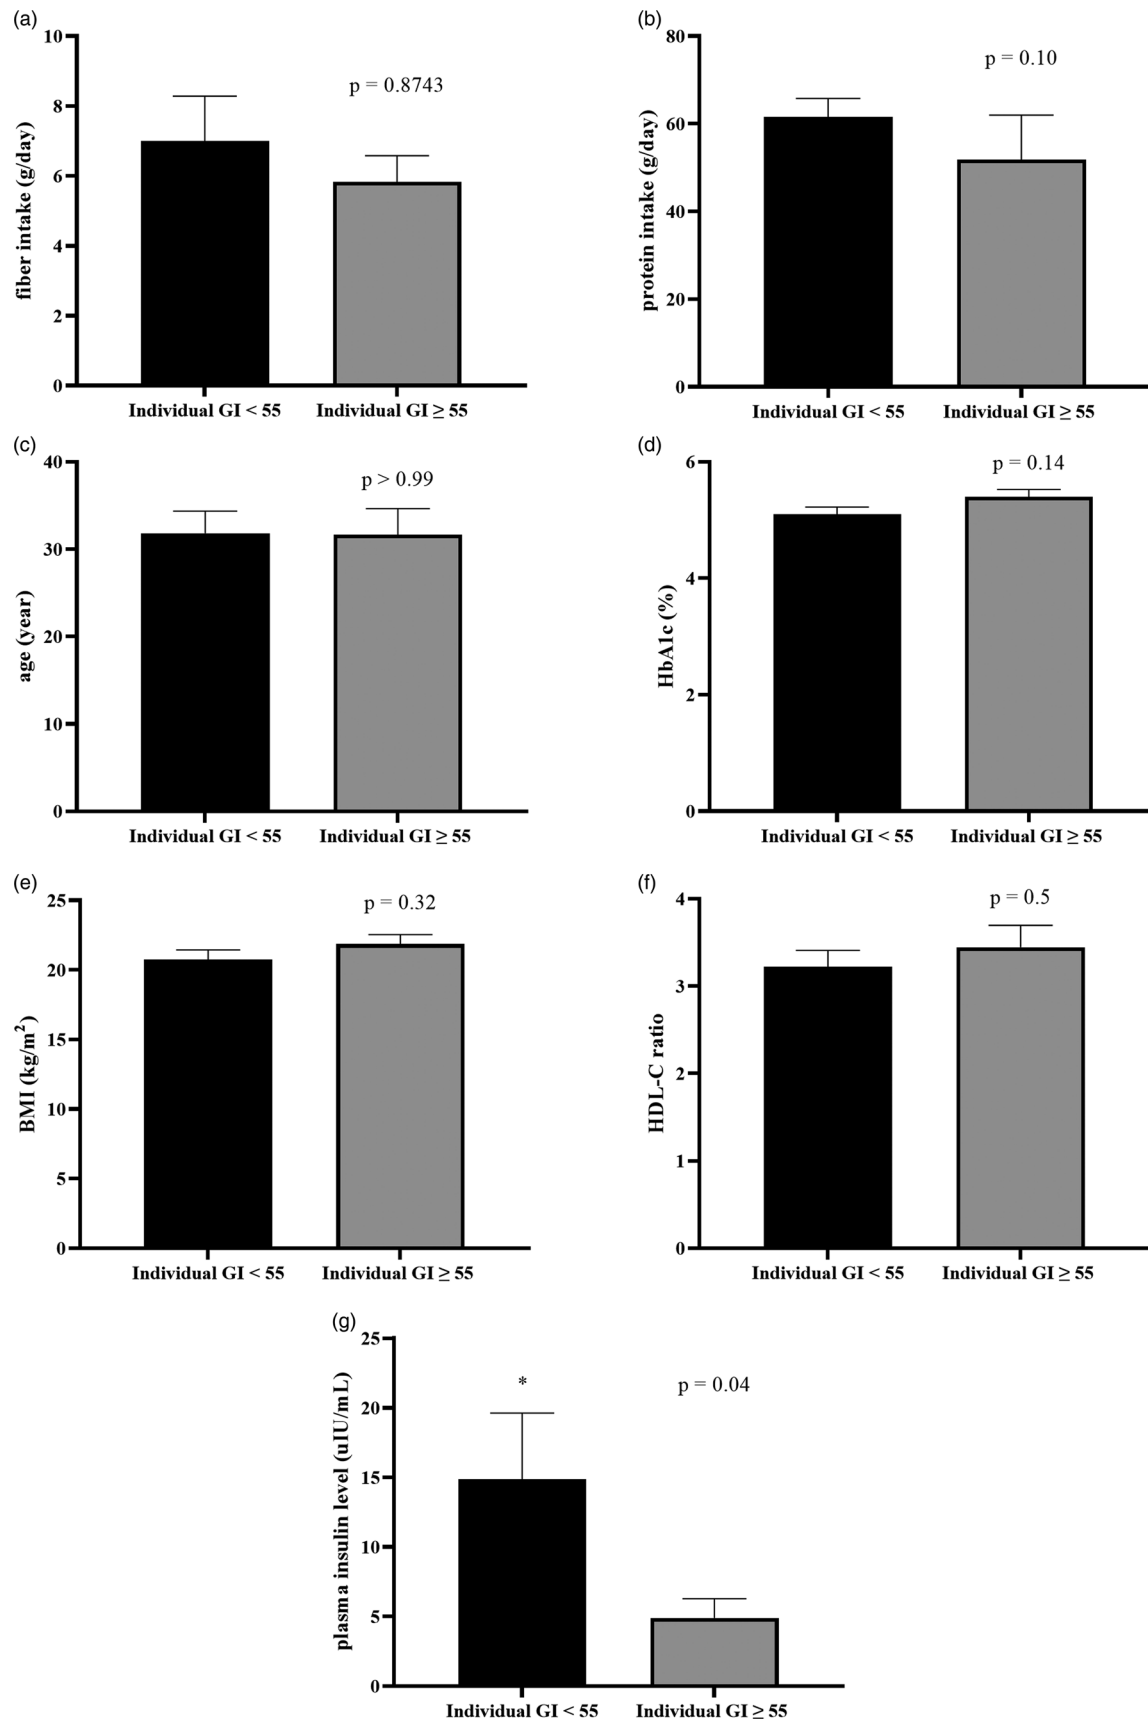 (a)
fiber intake (g/day)
10
8
6
4
2
0
p = 0.8743
Individual GI < 55
Individual GI ≥ 55
(b)
protein intake (g/day)
80
60
40
20
0
p = 0.10
Individual GI < 55
Individual GI ≥ 55
(c)
age (year)
40
30
20
10
0
p > 0.99
Individual GI < 55
Individual GI ≥ 55
(d)
HbA1c (%)
6
4
2
0
p = 0.14
Individual GI < 55
Individual GI ≥ 55
(e)
BMI (kg/m²)
25
20
15
10
5
0
p = 0.32
Individual GI < 55
Individual GI ≥ 55
(f)
HDL-C ratio
4
3
2
1
0
p = 0.5
Individual GI < 55
Individual GI ≥ 55
(g)
plasma insulin level (uIU/mL)
25
20
15
10
5
0
*
p = 0.04
Individual GI < 55
Individual GI ≥ 55